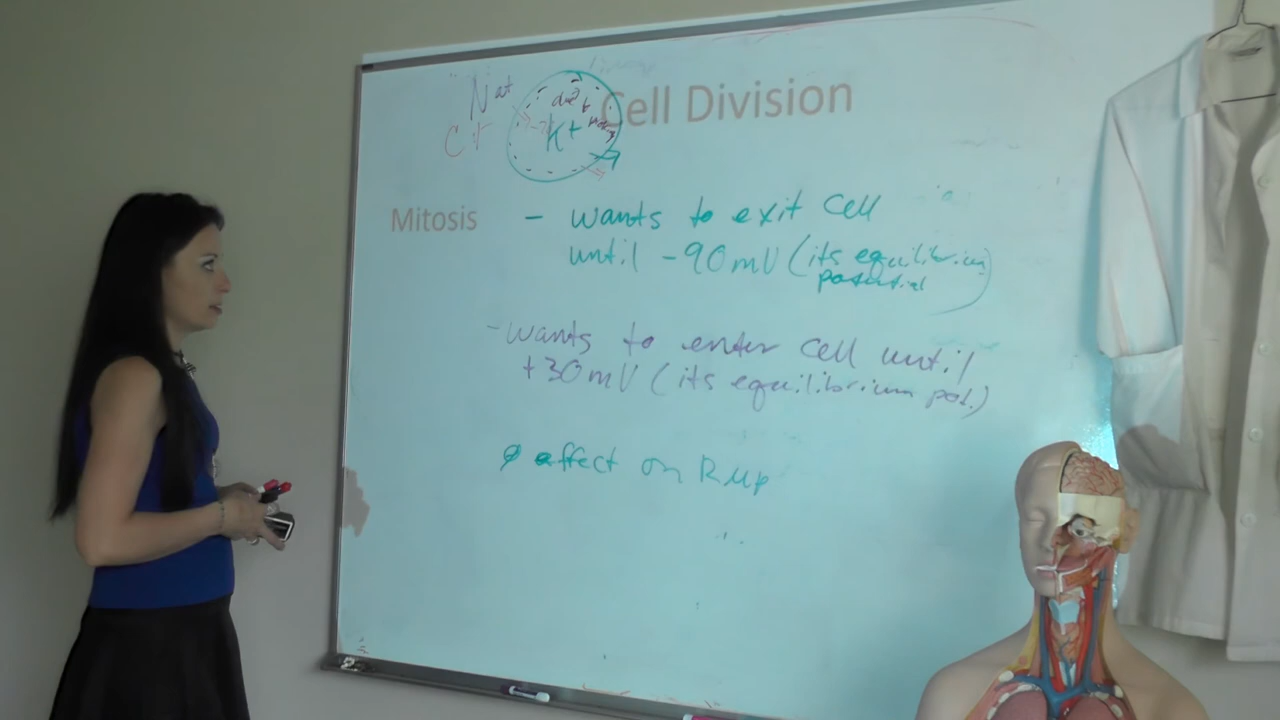 Na+
Cl-
K+
Cell Division
Mitosis
- wants to exit cell
until -90mV (its equilibrium
potential)
- wants to enter cell until
+30mV (its equilibrium pot.)
ø affect on RMP